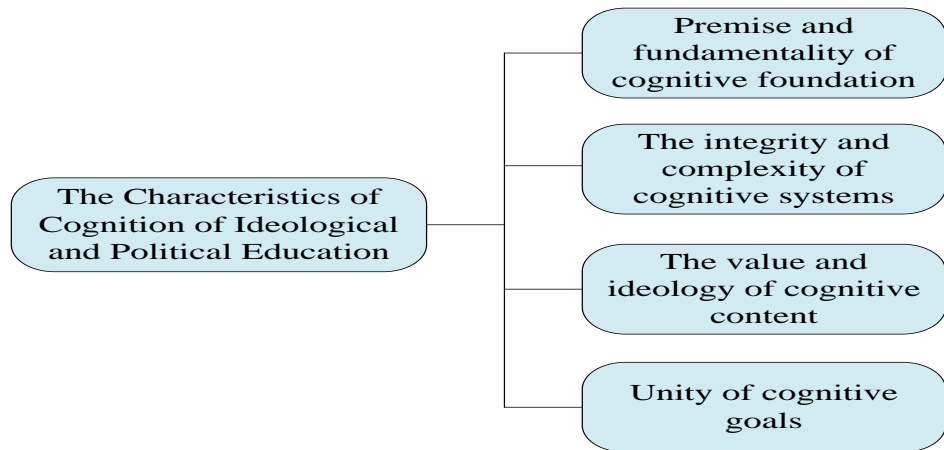 The Characteristics of
Cognition of Ideological
and Political Education
Premise and
fundamentality of
cognitive foundation
The integrity and
complexity of
cognitive systems
The value and
ideology of cognitive
content
Unity of cognitive
goals